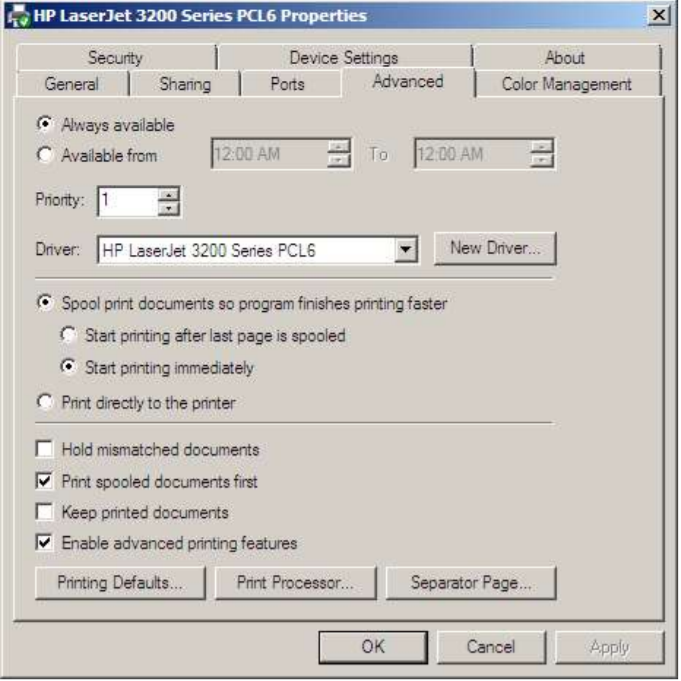 HP LaserJet 3200 Series PCL6 Properties
Security Device Settings About
General Sharing Ports Advanced Color Management
Always available
Available from 12:00 AM To 12:00 AM
Priority: 1
Driver: HP LaserJet 3200 Series PCL6 New Driver...
Spool print documents so program finishes printing faster
Start printing after last page is spooled
Start printing immediately
Print directly to the printer
Hold mismatched documents
Print spooled documents first
Keep printed documents
Enable advanced printing features
Printing Defaults... Print Processor... Separator Page...
OK Cancel Apply